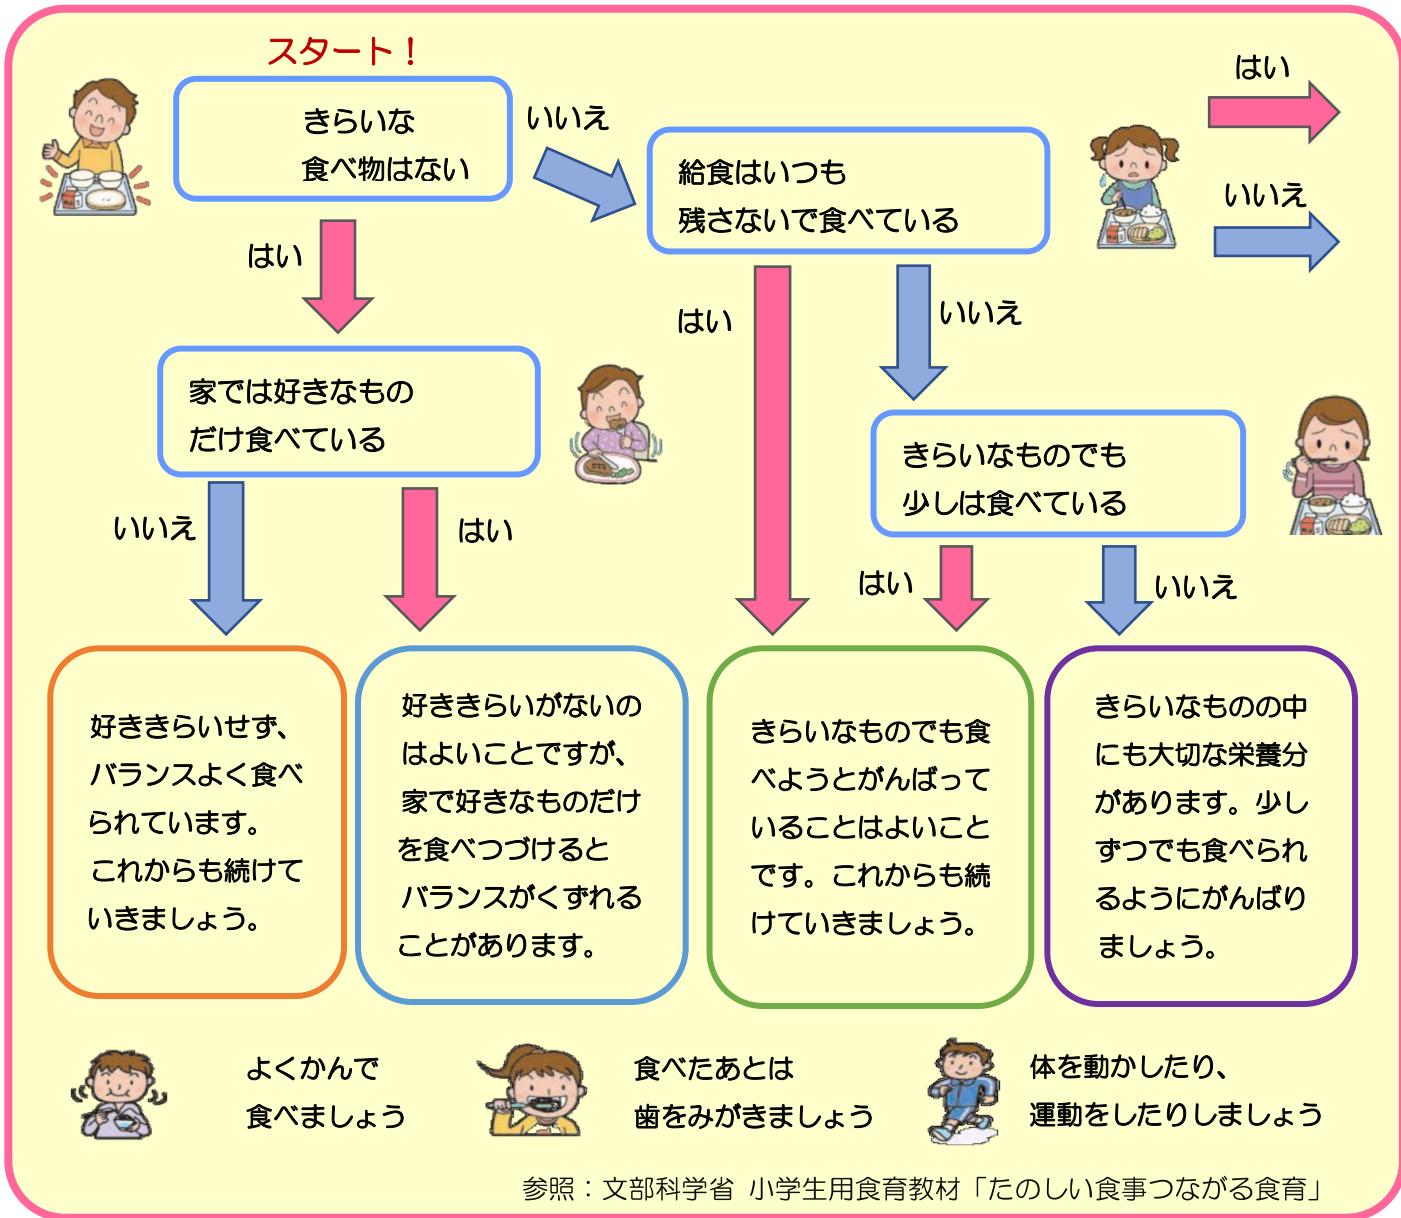 スタート！
きらいな
食べ物はない
いいえ
はい
給食はいつも
残さないで食べている
はい
いいえ
はい
いいえ
家では好きなもの
だけ食べている
いいえ
はい
きらいなものでも
少しは食べている
はい
いいえ
好ききらいせず、
バランスよく食べ
られています。
これからも続けて
いきましょう。
好ききらいがないの
はよいことですが、
家で好きなものだけ
を食べつづけると
バランスがくずれる
ことがあります。
きらいなものでも食
べようとがんばって
いることはよいこと
です。これからも続
けていきましょう。
きらいなものの中
にも大切な栄養分
があります。少し
ずつでも食べられ
るようにがんばり
ましょう。
よくかんで
食べましょう
食べたあとは
歯をみがきましょう
体を動かしたり、
運動をしたりしましょう
参照：文部科学省 小学生用食育教材「たのしい食事つながる食育」